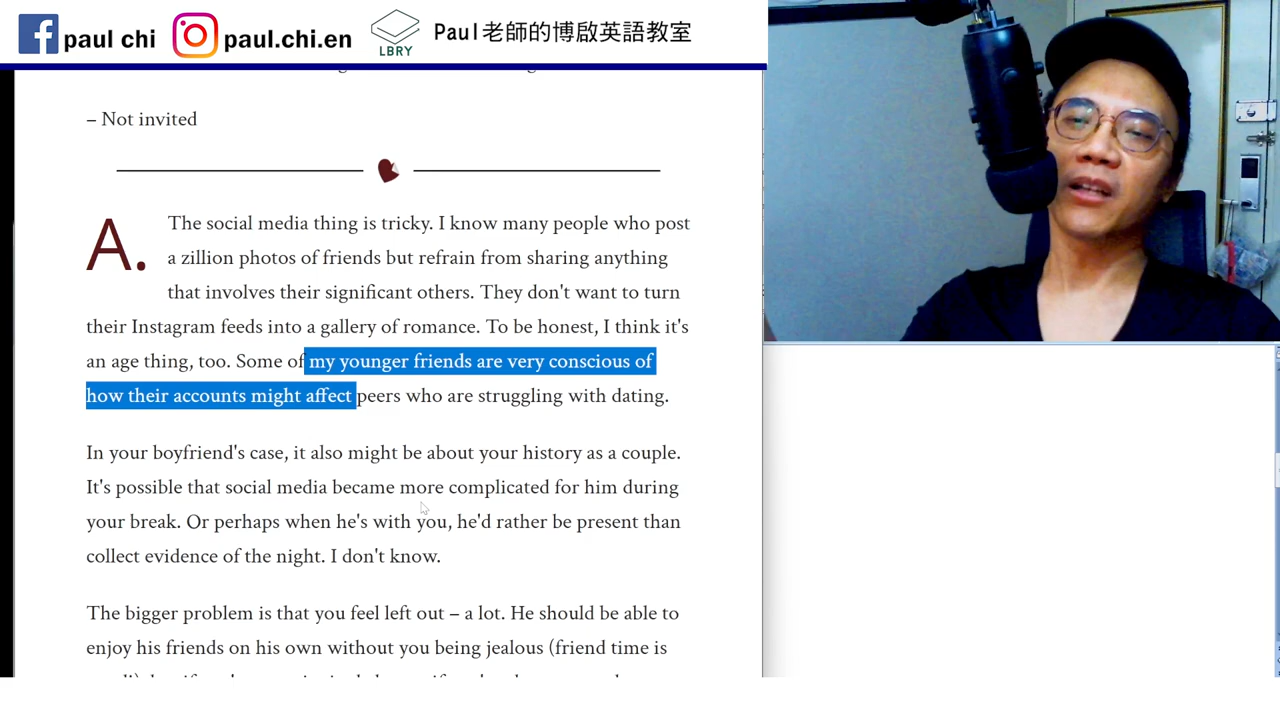 paul chi
paul.chi.en
LBRY
Paul老師的博啟英語教室
– Not invited
A.
The social media thing is tricky. I know many people who post
a zillion photos of friends but refrain from sharing anything
that involves their significant others. They don't want to turn
their Instagram feeds into a gallery of romance. To be honest, I think it's
an age thing, too. Some of my younger friends are very conscious of
how their accounts might affect peers who are struggling with dating.
In your boyfriend's case, it also might be about your history as a couple.
It's possible that social media became more complicated for him during
your break. Or perhaps when he's with you, he'd rather be present than
collect evidence of the night. I don't know.
The bigger problem is that you feel left out – a lot. He should be able to
enjoy his friends on his own without you being jealous (friend time is